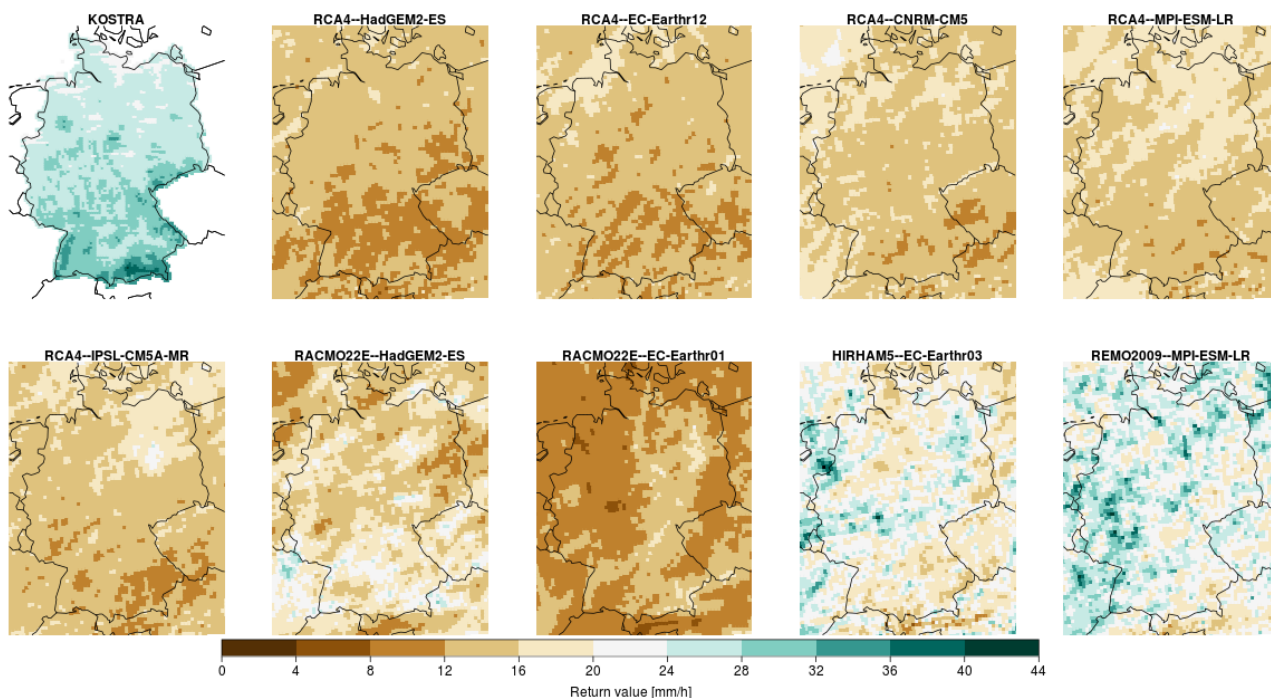 KOSTRA
RCA4--HadGEM2-ES
RCA4--EC-Earthr12
RCA4--CNRM-CM5
RCA4--MPI-ESM-LR
RCA4--IPSL-CM5A-MR
RACMO22E--HadGEM2-ES
RACMO22E--EC-Earthr01
HIRHAM5--EC-Earthr03
REMO2009--MPI-ESM-LR
0 4 8 12 16 20 24 28 32 36 40 44
Return value [mm/h]